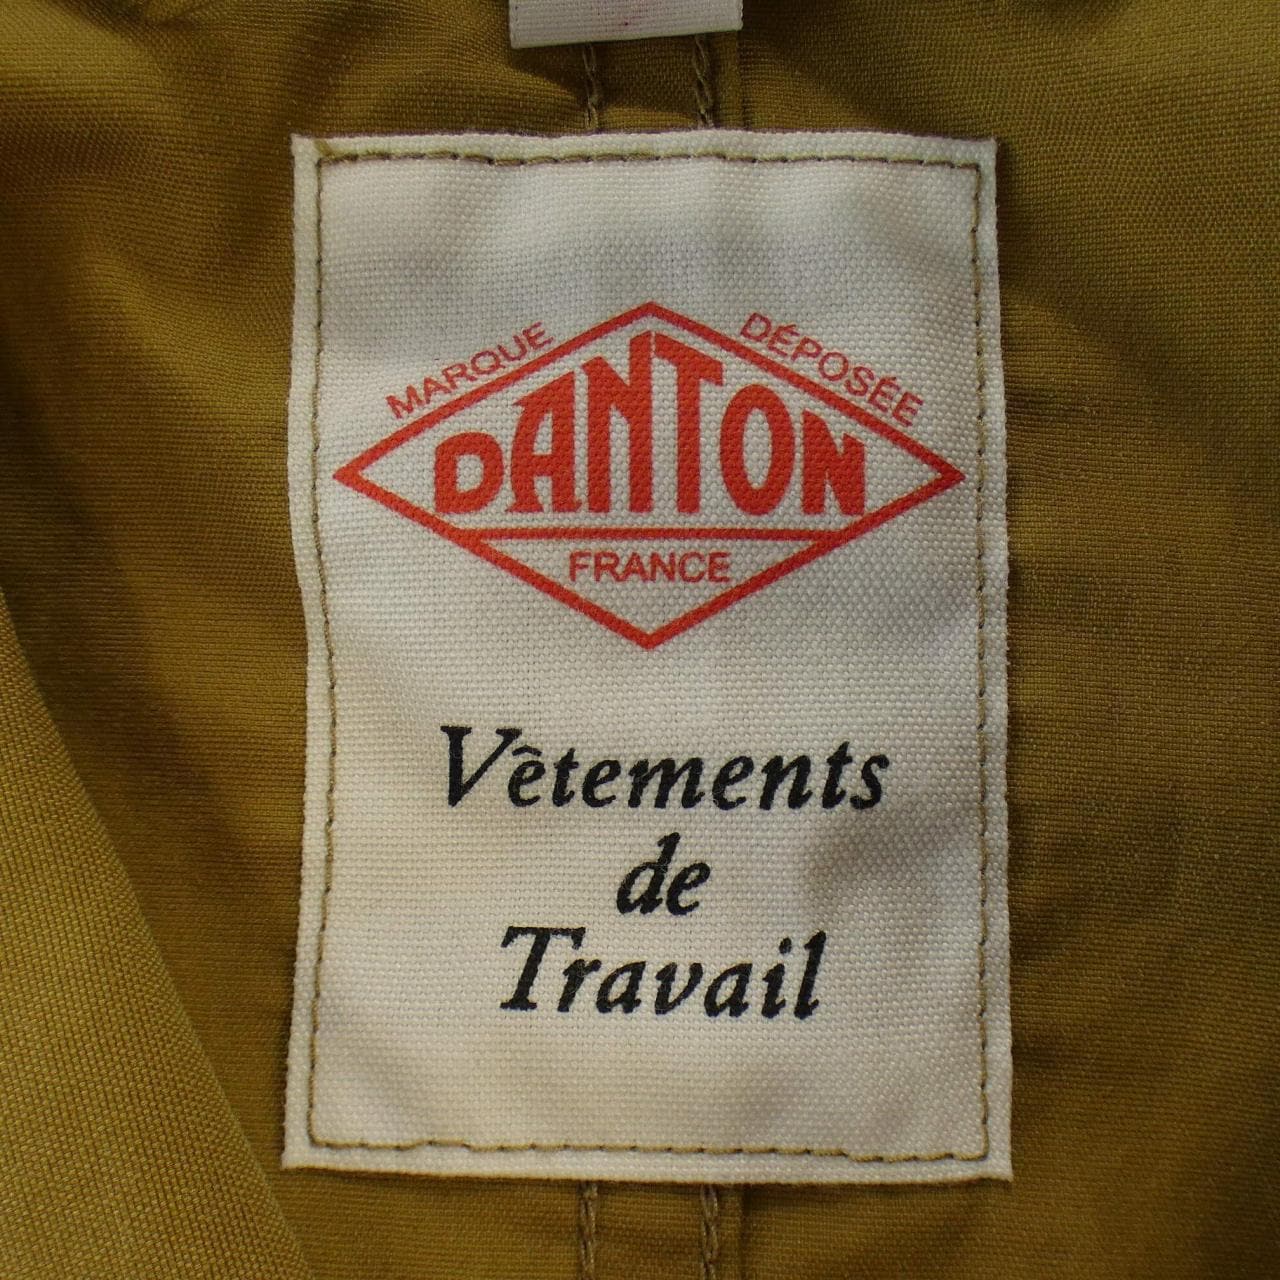 MARQUE DÉPOSÉE
DANTON
FRANCE
Vêtements
de
Travail